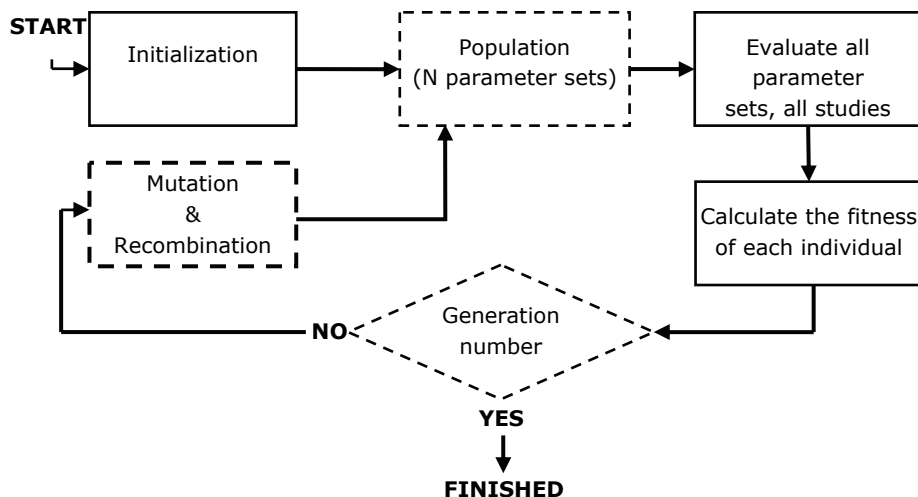 START
Initialization
Population
(N parameter sets)
Evaluate all
parameter
sets, all studies
Mutation
&
Recombination
Calculate the fitness
of each individual
Generation
number
NO
YES
FINISHED